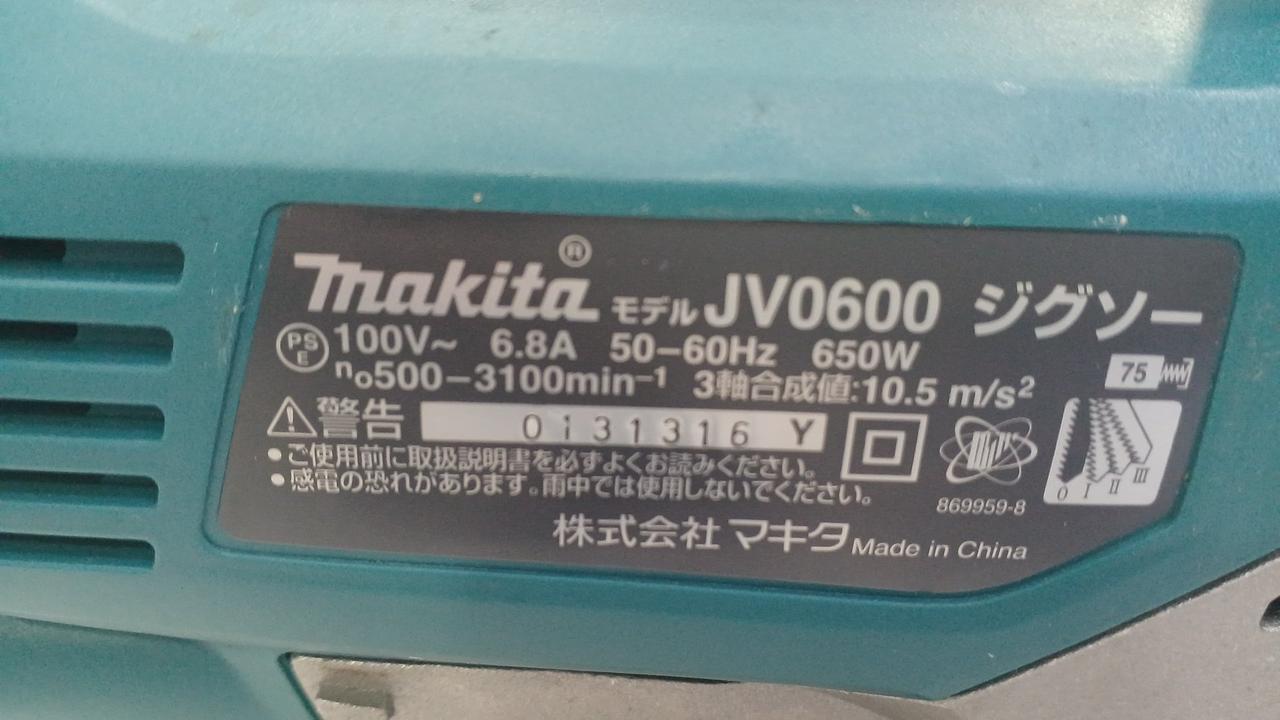 makita® モデル JV0600 ジグソー
PS E 100V~ 6.8A 50-60Hz 650W
n₀500-3100min⁻¹ 3軸合成値:10.5 m/s²
75
⚠警告 0131316 Y
●ご使用前に取扱説明書を必ずよくお読みください。
●感電の恐れがあります。雨中では使用しないでください。
0 I II III
869959-8
株式会社マキタ Made in China